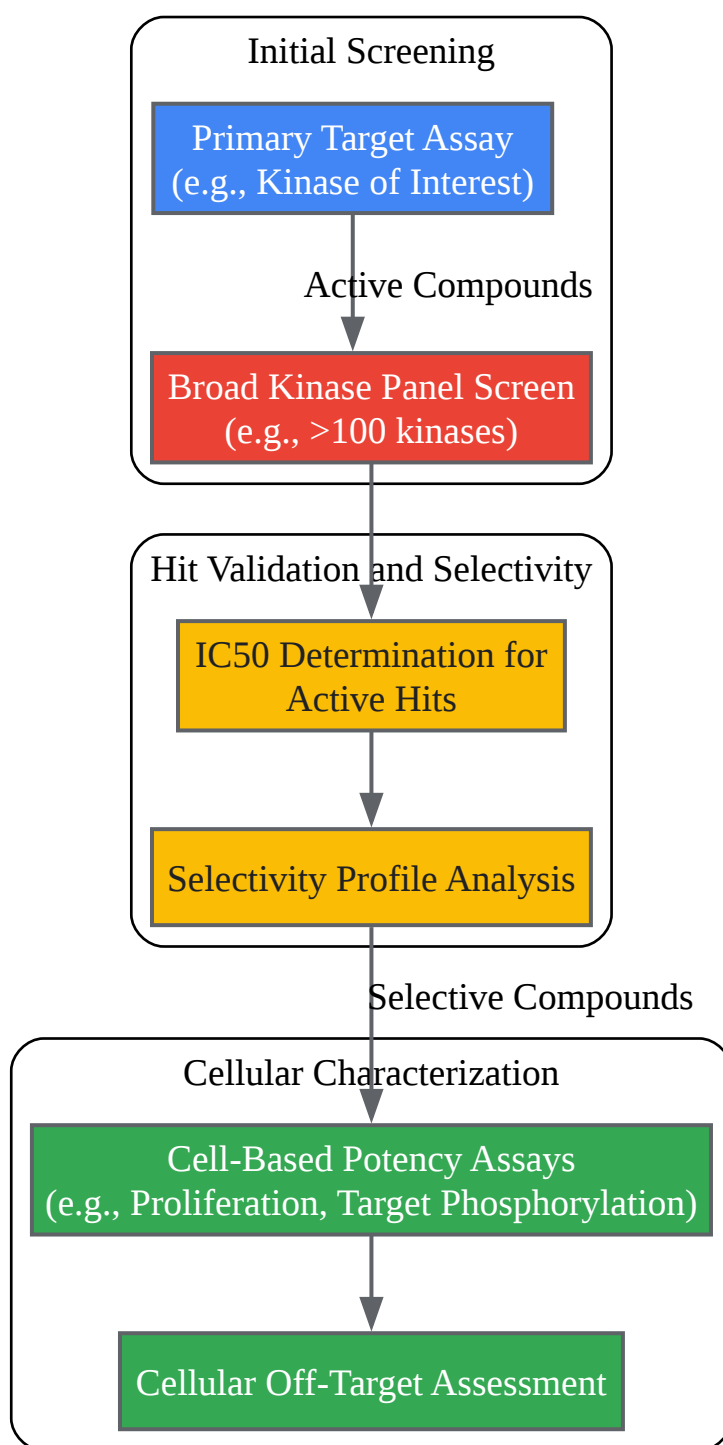 Initial Screening
Primary Target Assay
(e.g., Kinase of Interest)
Active Compounds
Broad Kinase Panel Screen
(e.g., >100 kinases)
Hit Validation and Selectivity
IC50 Determination for
Active Hits
Selectivity Profile Analysis
Selective Compounds
Cellular Characterization
Cell-Based Potency Assays
(e.g., Proliferation, Target Phosphorylation)
Cellular Off-Target Assessment